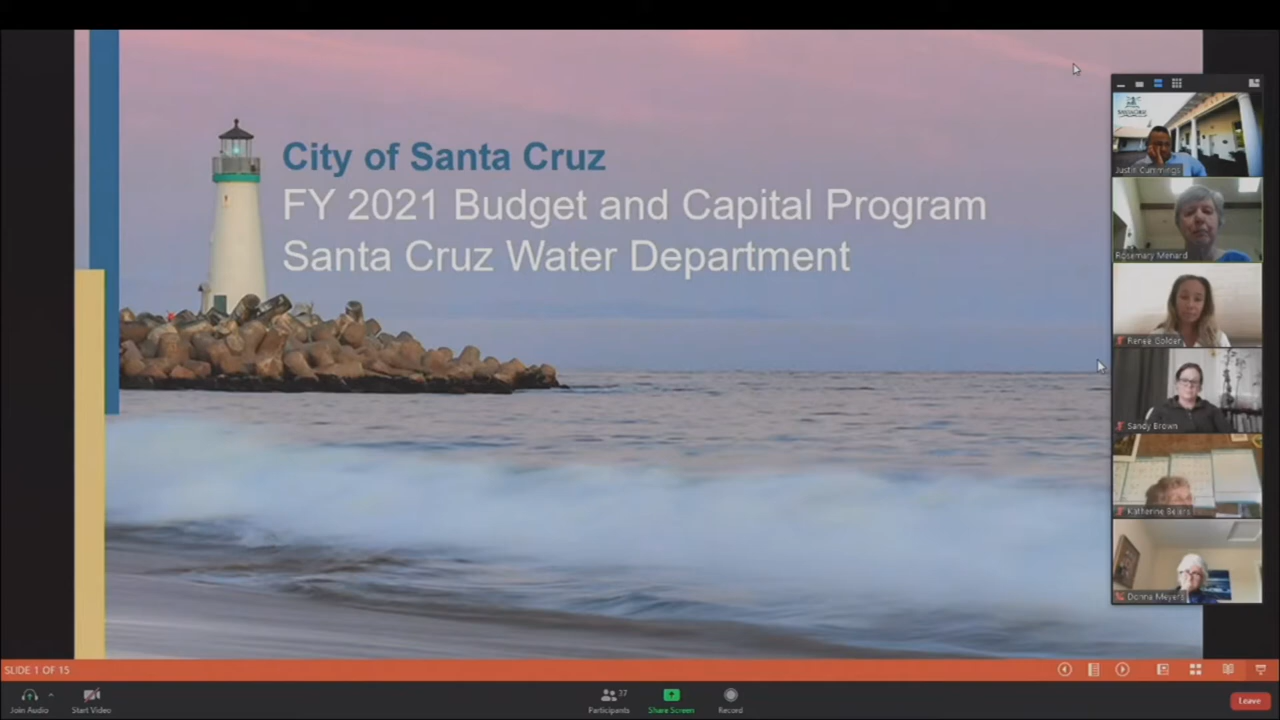 City of Santa Cruz
FY 2021 Budget and Capital Program
Santa Cruz Water Department
Justin Cummings
Rosemary Menard
Renee Golder
Sandy Brown
Katherine Beiers
Donna Meyers
SLIDE 1 OF 15
Join Audio
Start Video
Participants
27
Share Screen
Record
Leave